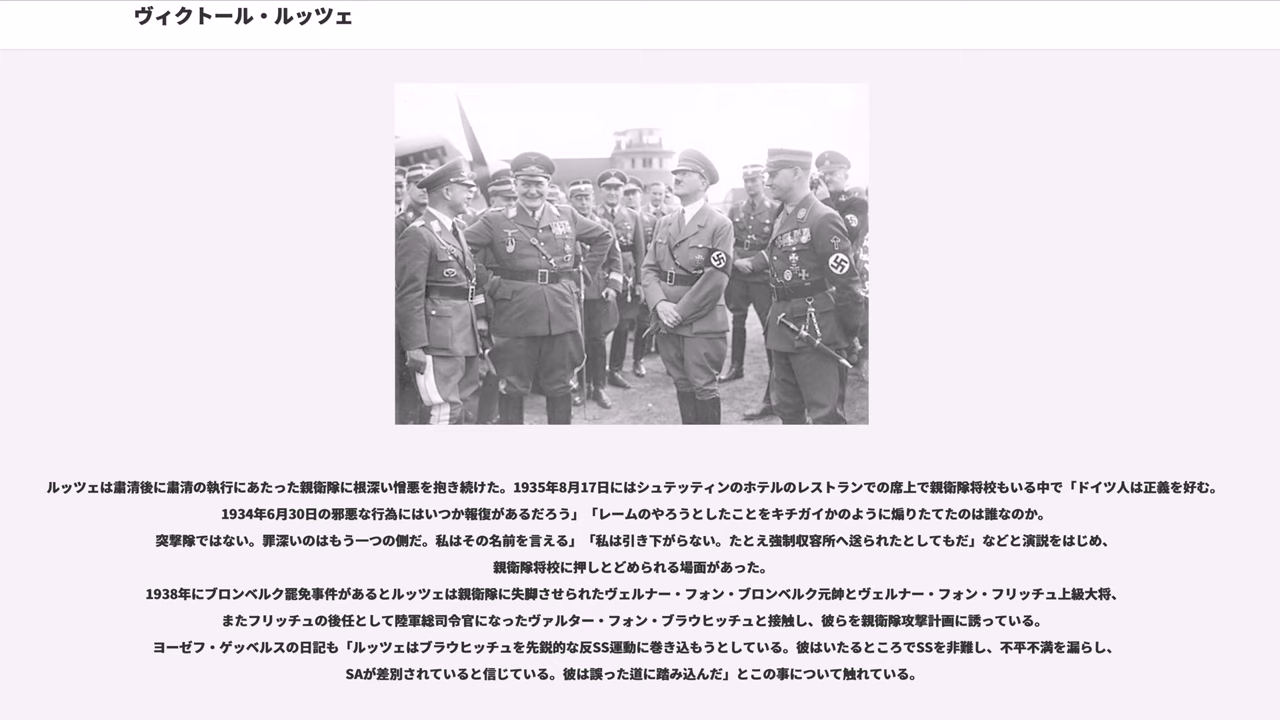 ヴィクトール・ルッツェ
ルッツェは粛清後に粛清の執行にあたった親衛隊に根深い憎悪を抱き続けた。1935年8月17日にはシュテッティンのホテルのレストランでの席上で親衛隊将校もいる中で「ドイツ人は正義を好む。
1934年6月30日の邪悪な行為にはいつか報復があるだろう」「レームのやろうとしたことをキチガイかのように煽りたてたのは誰なのか。
突撃隊ではない。罪深いのはもう一つの側だ。私はその名前を言える」「私は引き下がらない。たとえ強制収容所へ送られたとしてもだ」などと演説をはじめ、
親衛隊将校に押しとどめられる場面があった。
1938年にブロンベルク罷免事件があるとルッツェは親衛隊に失脚させられたヴェルナー・フォン・ブロンベルク元帥とヴェルナー・フォン・フリッチュ上級大将、
またフリッチュの後任として陸軍総司令官になったヴァルター・フォン・ブラウヒッチュと接触し、彼らを親衛隊攻撃計画に誘っている。
ヨーゼフ・ゲッベルスの日記も「ルッツェはブラウヒッチュを先鋭的な反SS運動に巻き込もうとしている。彼はいたるところでSSを非難し、不平不満を漏らし、
SAが差別されていると信じている。彼は誤った道に踏み込んだ」とこの事について触れている。